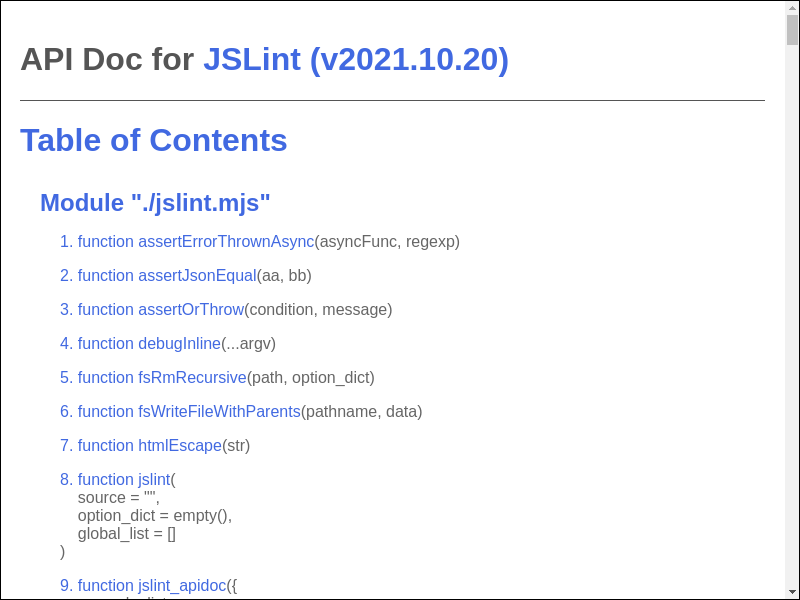 API Doc for JSLint (v2021.10.20)
Table of Contents
Module "./jslint.mjs"
1. function assertErrorThrownAsync(asyncFunc, regexp)
2. function assertJsonEqual(aa, bb)
3. function assertOrThrow(condition, message)
4. function debugInline(...argv)
5. function fsRmRecursive(path, option_dict)
6. function fsWriteFileWithParents(pathname, data)
7. function htmlEscape(str)
8. function jslint(
source = "",
option_dict = empty(),
global_list = []
)
9. function jslint_apidoc({